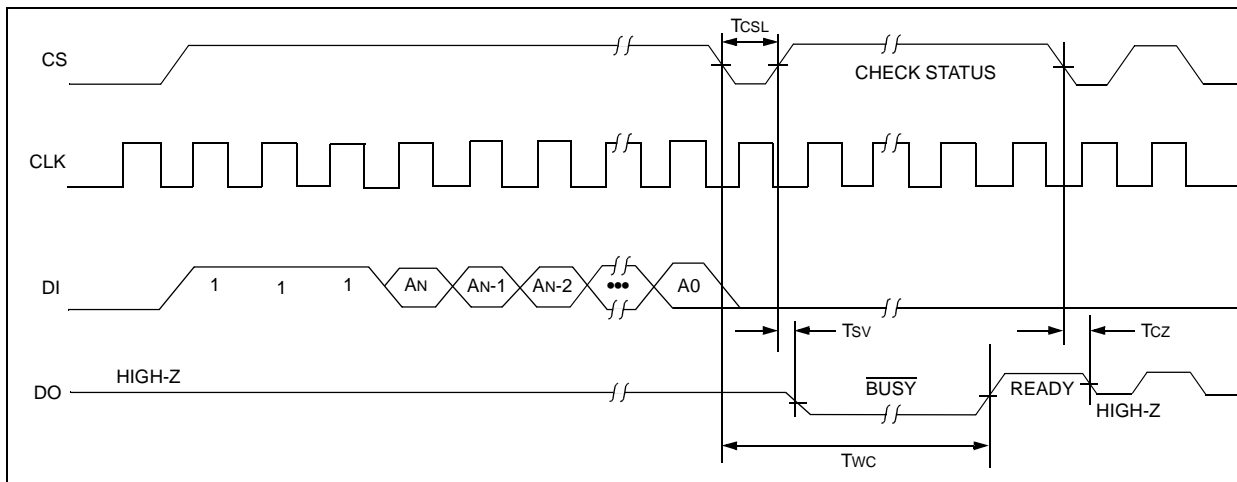 TCSL
CS
CHECK STATUS
CLK
DI
1 1 1 AN AN-1 AN-2 ••• A0
TSV
TCZ
HIGH-Z
DO
BUSY
READY
HIGH-Z
TWC